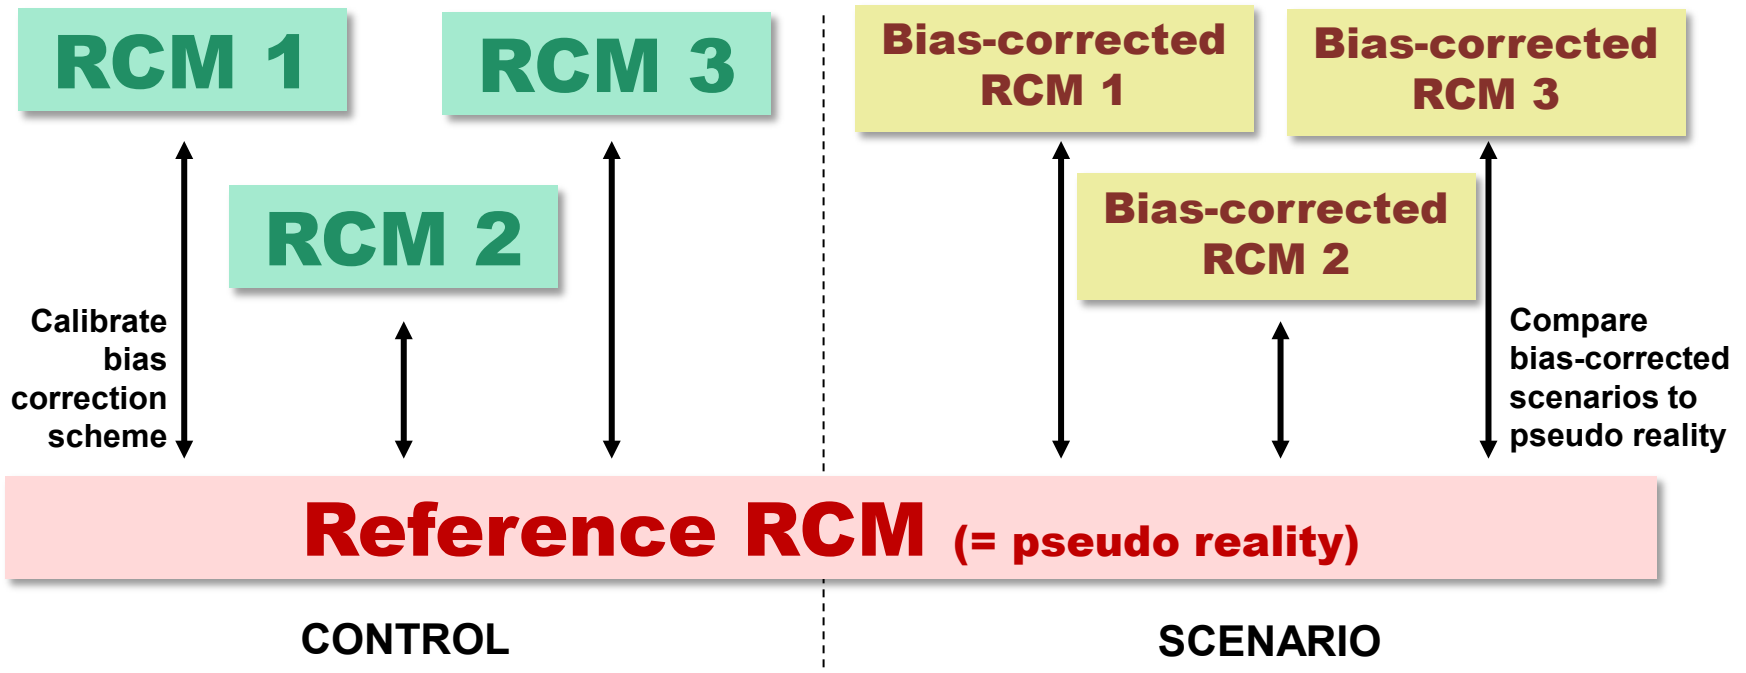 RCM 1
RCM 3
RCM 2
Calibrate
bias
correction
scheme
Bias-corrected
RCM 1
Bias-corrected
RCM 3
Bias-corrected
RCM 2
Compare
bias-corrected
scenarios to
pseudo reality
Reference RCM (= pseudo reality)
CONTROL
SCENARIO